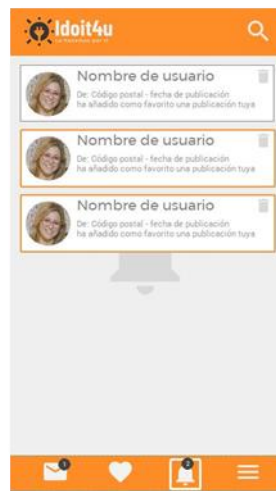 Idoit4u
Nombre de usuario
De: Código postal - fecha de publicación
ha añadido como favorito una publicación tuya
Nombre de usuario
De: Código postal - fecha de publicación
ha añadido como favorito una publicación tuya
Nombre de usuario
De: Código postal - fecha de publicación
ha añadido como favorito una publicación tuya
1
2